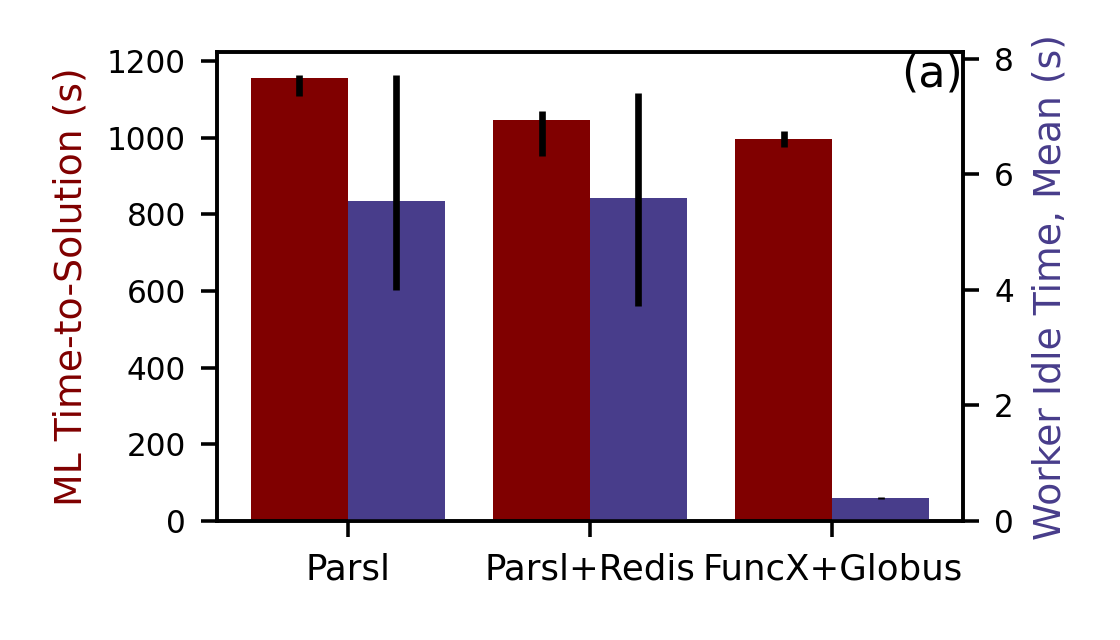 (a)
ML Time-to-Solution (s)
1200
1000
800
600
400
200
0
8
6
4
2
0
Worker Idle Time, Mean (s)
Parsl
Parsl+Redis
FuncX+Globus